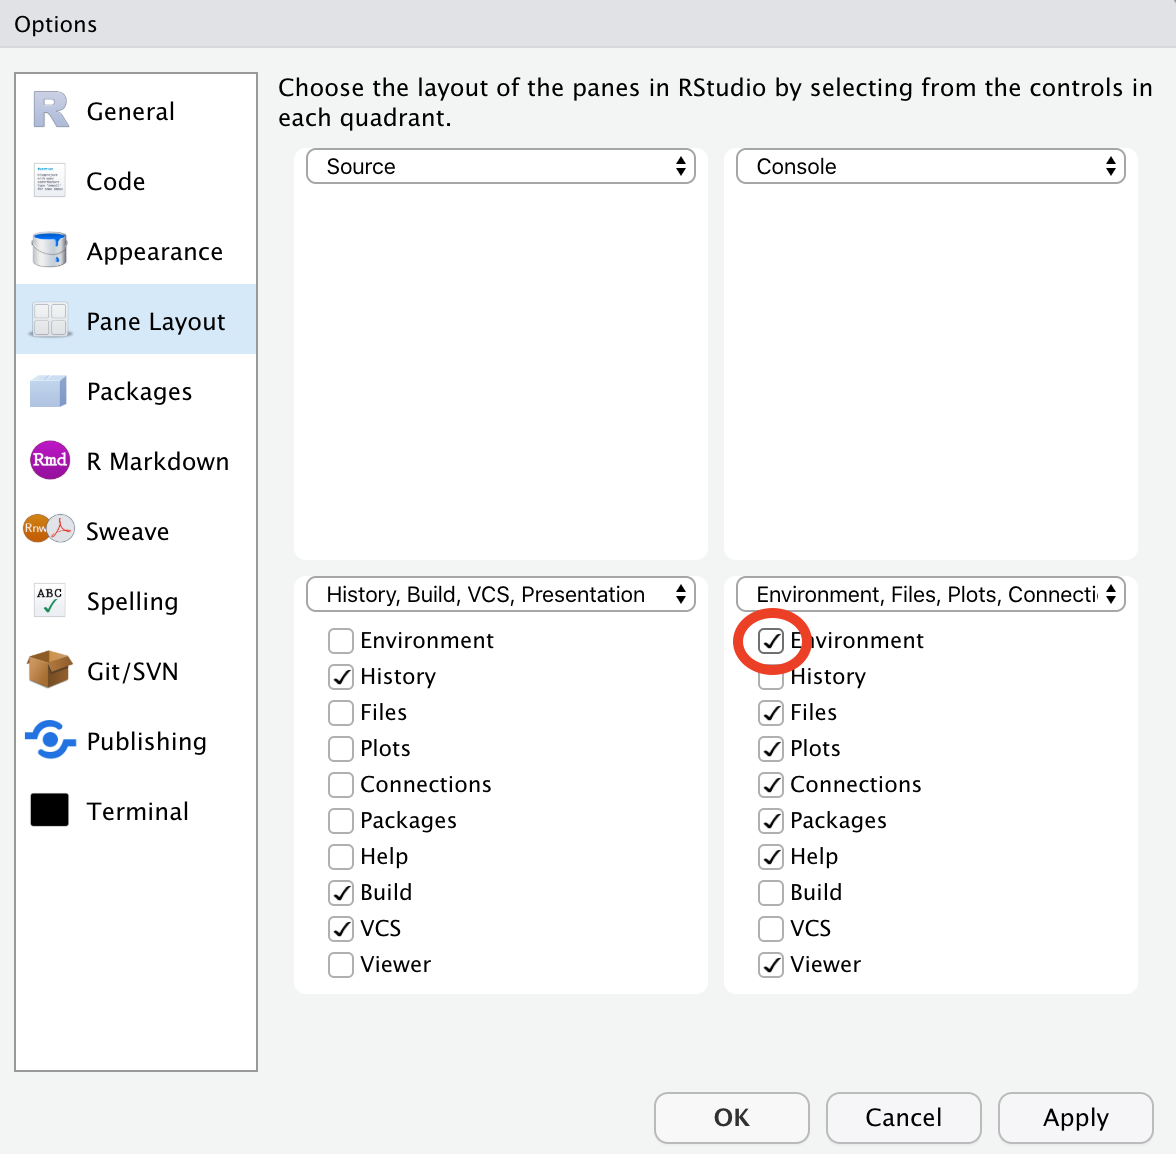 Options
General
Code
Appearance
Pane Layout
Packages
Rmd
R Markdown
Rnw
Sweave
ABC
Spelling
Git/SVN
Publishing
Terminal
Choose the layout of the panes in RStudio by selecting from the controls in
each quadrant.
Source
Console
History, Build, VCS, Presentation
Environment
History
Files
Plots
Connections
Packages
Help
Build
VCS
Viewer
Environment, Files, Plots, Connecti
Environment
History
Files
Plots
Connections
Packages
Help
Build
VCS
Viewer
OK
Cancel
Apply